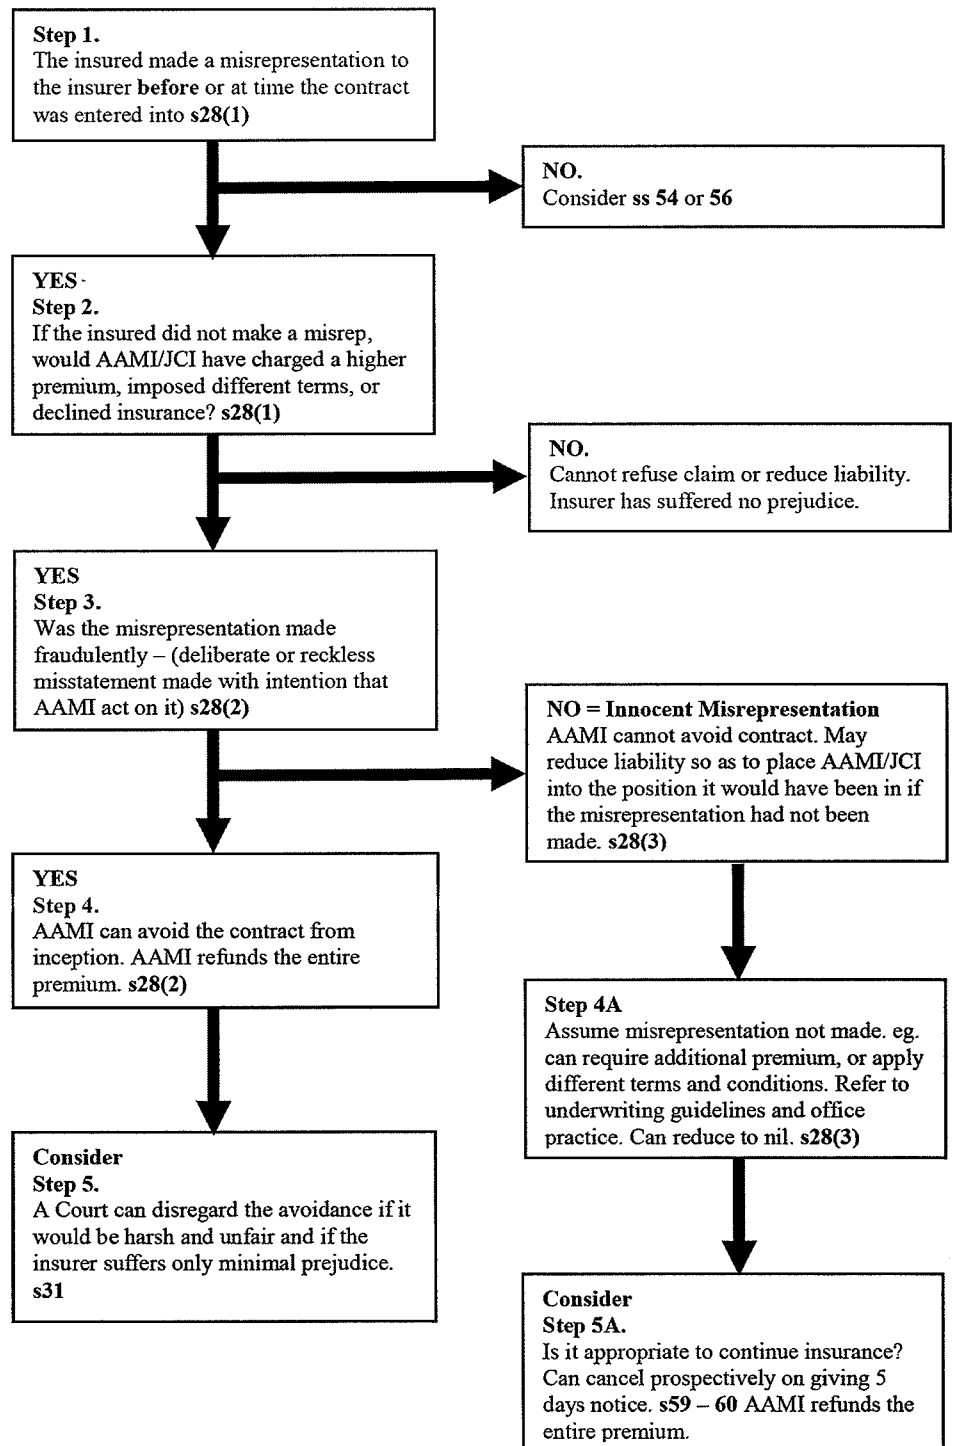 Step 1.
The insured made a misrepresentation to
the insurer before or at time the contract
was entered into s28(1)
NO.
Consider ss 54 or 56
YES
Step 2.
If the insured did not make a misrep,
would AAMI/JCI have charged a higher
premium, imposed different terms, or
declined insurance? s28(1)
NO.
Cannot refuse claim or reduce liability.
Insurer has suffered no prejudice.
YES
Step 3.
Was the misrepresentation made
fraudulently – (deliberate or reckless
misstatement made with intention that
AAMI act on it) s28(2)
NO = Innocent Misrepresentation
AAMI cannot avoid contract. May
reduce liability so as to place AAMI/JCI
into the position it would have been in if
the misrepresentation had not been
made. s28(3)
YES
Step 4.
AAMI can avoid the contract from
inception. AAMI refunds the entire
premium. s28(2)
Step 4A
Assume misrepresentation not made. eg.
can require additional premium, or apply
different terms and conditions. Refer to
underwriting guidelines and office
practice. Can reduce to nil. s28(3)
Consider
Step 5.
A Court can disregard the avoidance if it
would be harsh and unfair and if the
insurer suffers only minimal prejudice.
s31
Consider
Step 5A.
Is it appropriate to continue insurance?
Can cancel prospectively on giving 5
days notice. s59 – 60 AAMI refunds the
entire premium.